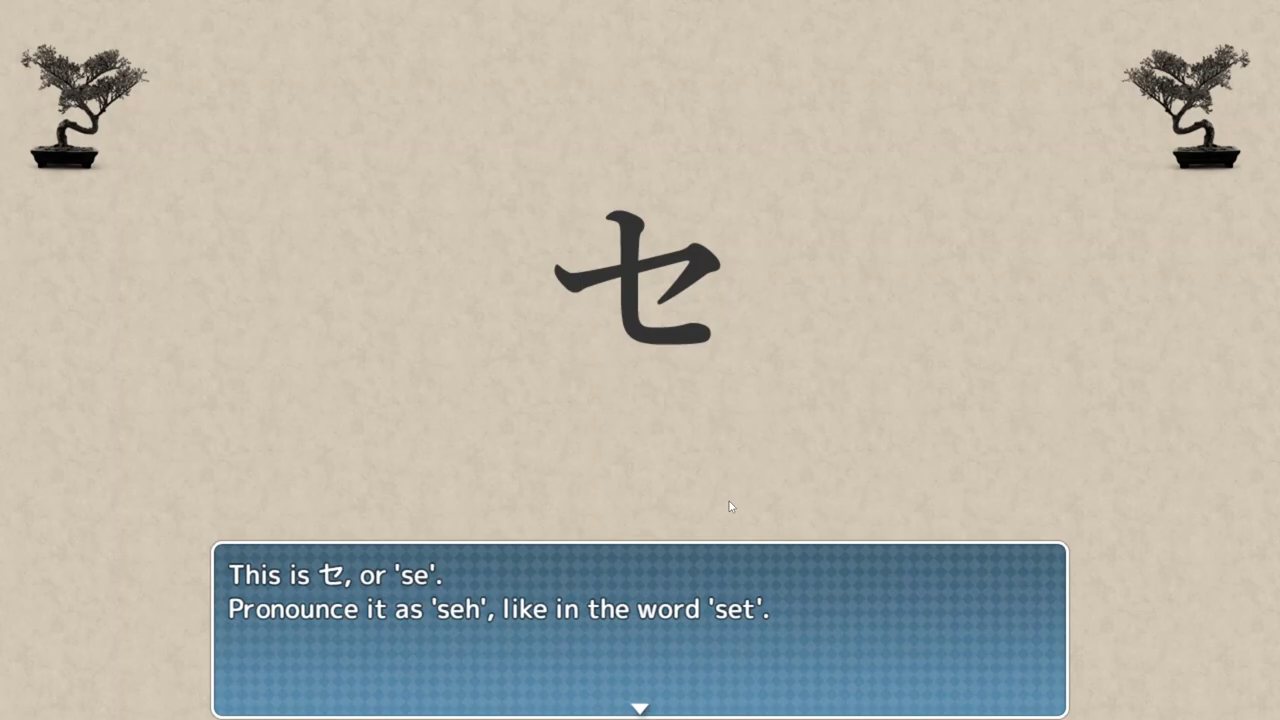 セ
This is セ, or 'se'.
Pronounce it as 'seh', like in the word 'set'.